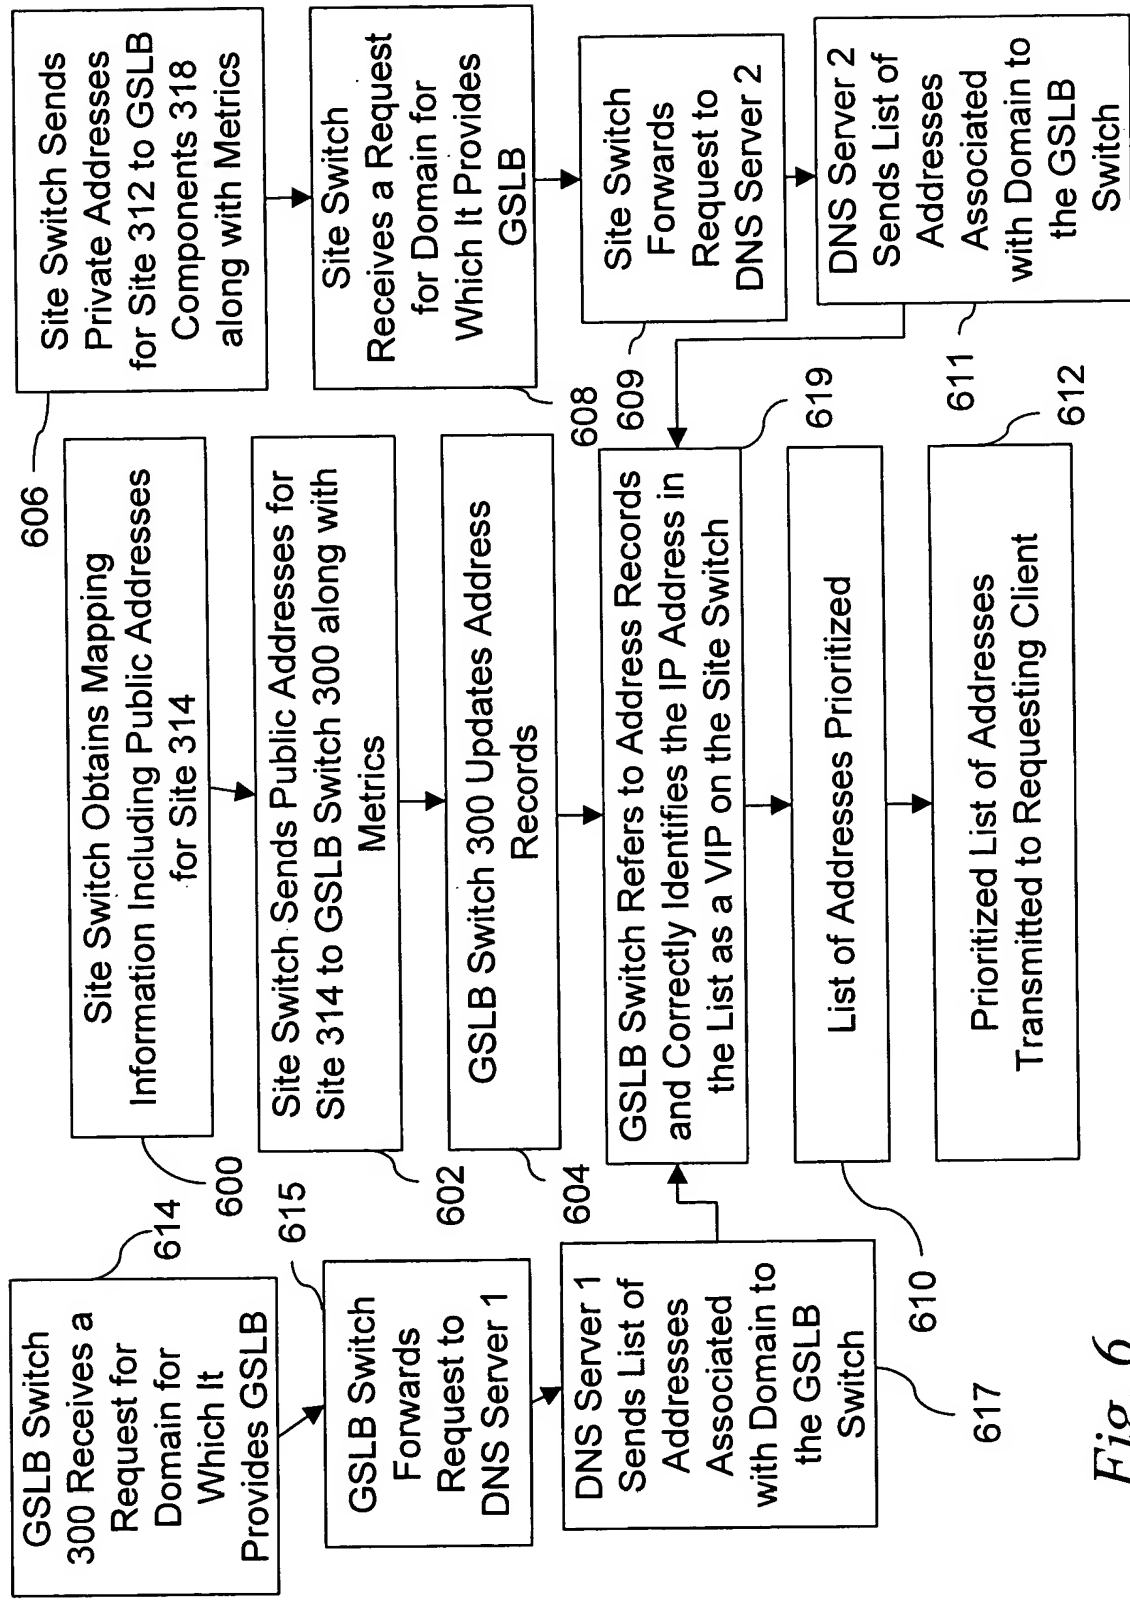 GSLB Switch
300 Receives a
Request for
Domain for
Which It
Provides GSLB
614
615
GSLB Switch
Forwards
Request to
DNS Server 1
DNS Server 1
Sends List of
Addresses
Associated
with Domain to
the GSLB
Switch
617
Site Switch Obtains Mapping
Information Including Public Addresses
for Site 314
600
Site Switch Sends Public Addresses for
Site 314 to GSLB Switch 300 along with
Metrics
602
GSLB Switch 300 Updates Address
Records
604
GSLB Switch Refers to Address Records
and Correctly Identifies the IP Address in
the List as a VIP on the Site Switch
619
List of Addresses Prioritized
610
Prioritized List of Addresses
Transmitted to Requesting Client
612
Site Switch Sends
Private Addresses
for Site 312 to GSLB
Components 318
along with Metrics
606
Site Switch
Receives a Request
for Domain for
Which It Provides
GSLB
608
Site Switch
Forwards
Request to
DNS Server 2
609
DNS Server 2
Sends List of
Addresses
Associated
with Domain to
the GSLB
Switch
611
Fig. 6